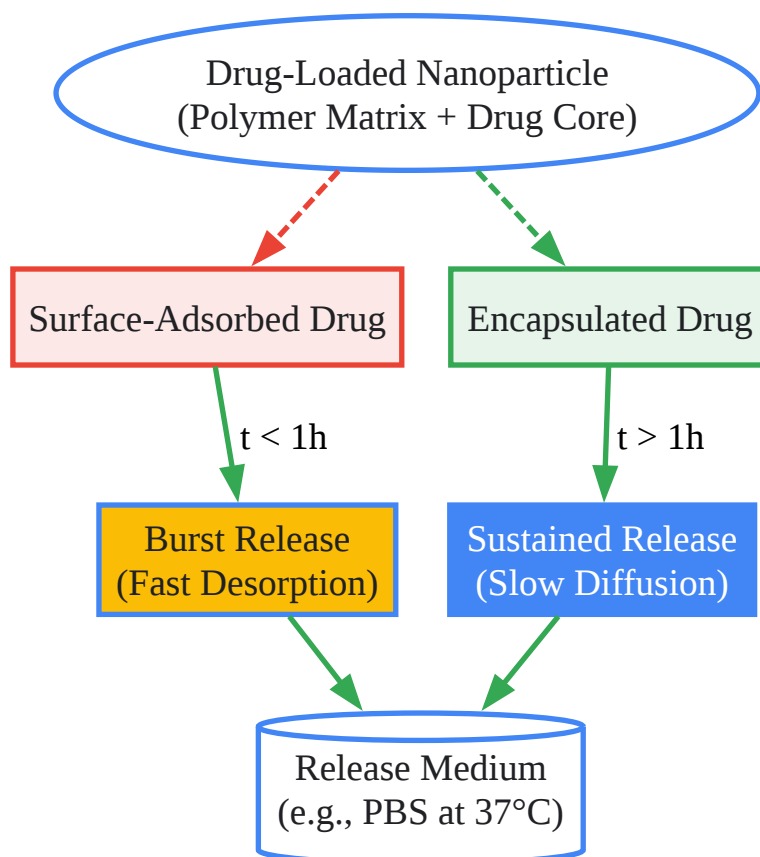 Drug-Loaded Nanoparticle
(Polymer Matrix + Drug Core)
Surface-Adsorbed Drug
Encapsulated Drug
t < 1h
t > 1h
Burst Release
(Fast Desorption)
Sustained Release
(Slow Diffusion)
Release Medium
(e.g., PBS at 37°C)